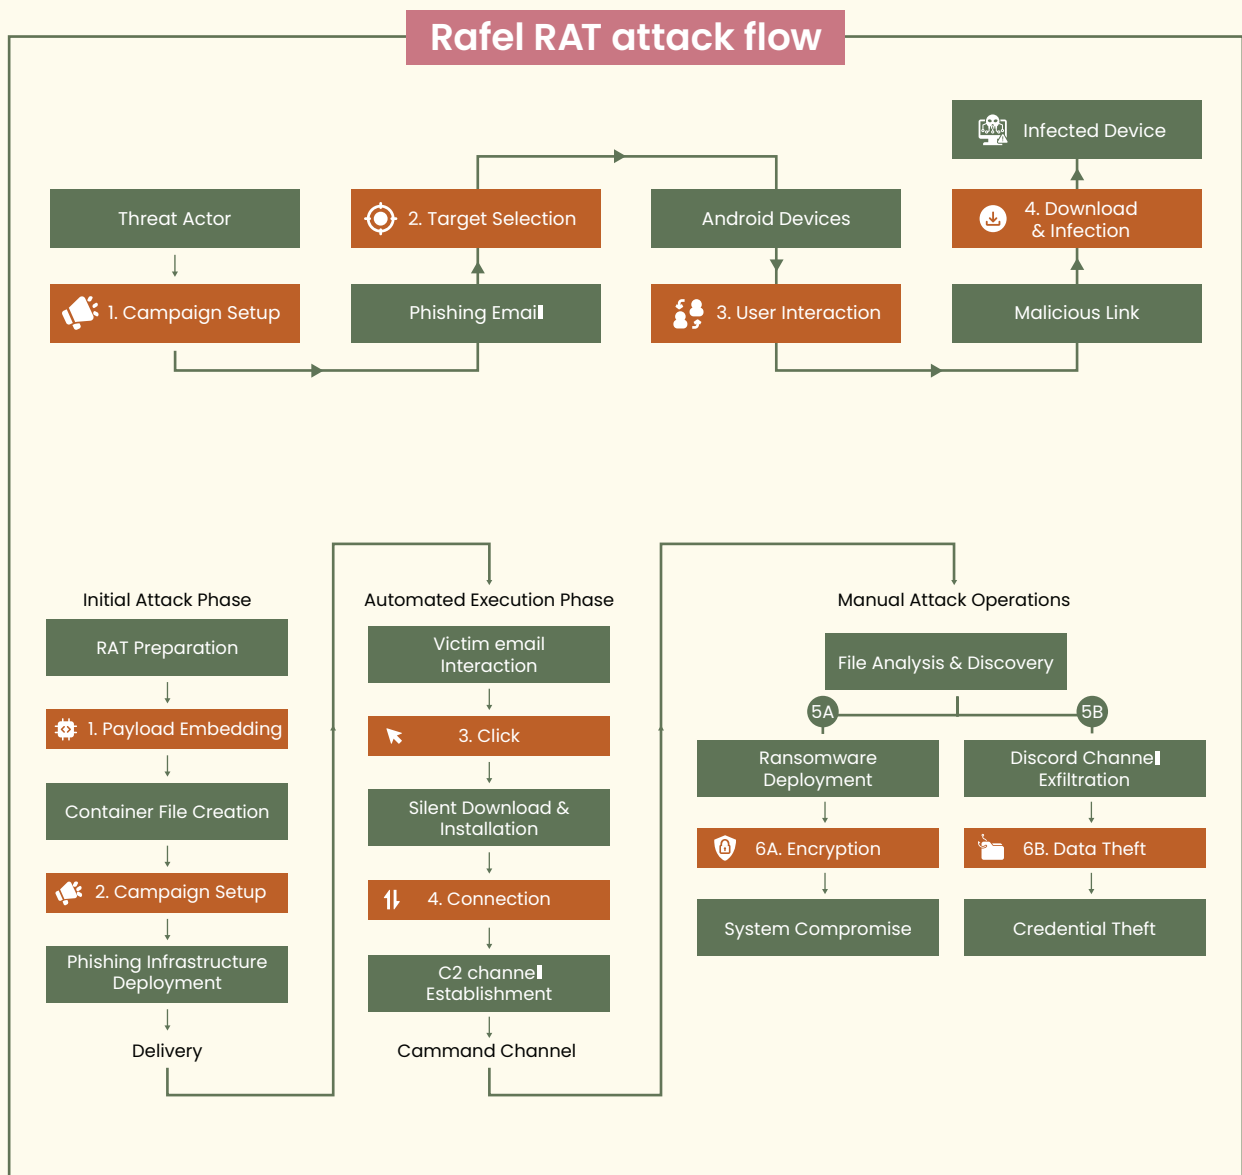 Rafel RAT attack flow
Infected Device
Threat Actor
2. Target Selection
Android Devices
4. Download
& Infection
1. Campaign Setup
Phishing Email
3. User Interaction
Malicious Link
Initial Attack Phase
RAT Preparation
1. Payload Embedding
Container File Creation
2. Campaign Setup
Phishing Infrastructure
Deployment
Delivery
Automated Execution Phase
Victim email
Interaction
3. Click
Silent Download &
Installation
4. Connection
C2 channel
Establishment
Cammand Channel
Manual Attack Operations
File Analysis & Discovery
5A
5B
Ransomware
Deployment
6A. Encryption
System Compromise
Discord Channel
Exfiltration
6B. Data Theft
Credential Theft